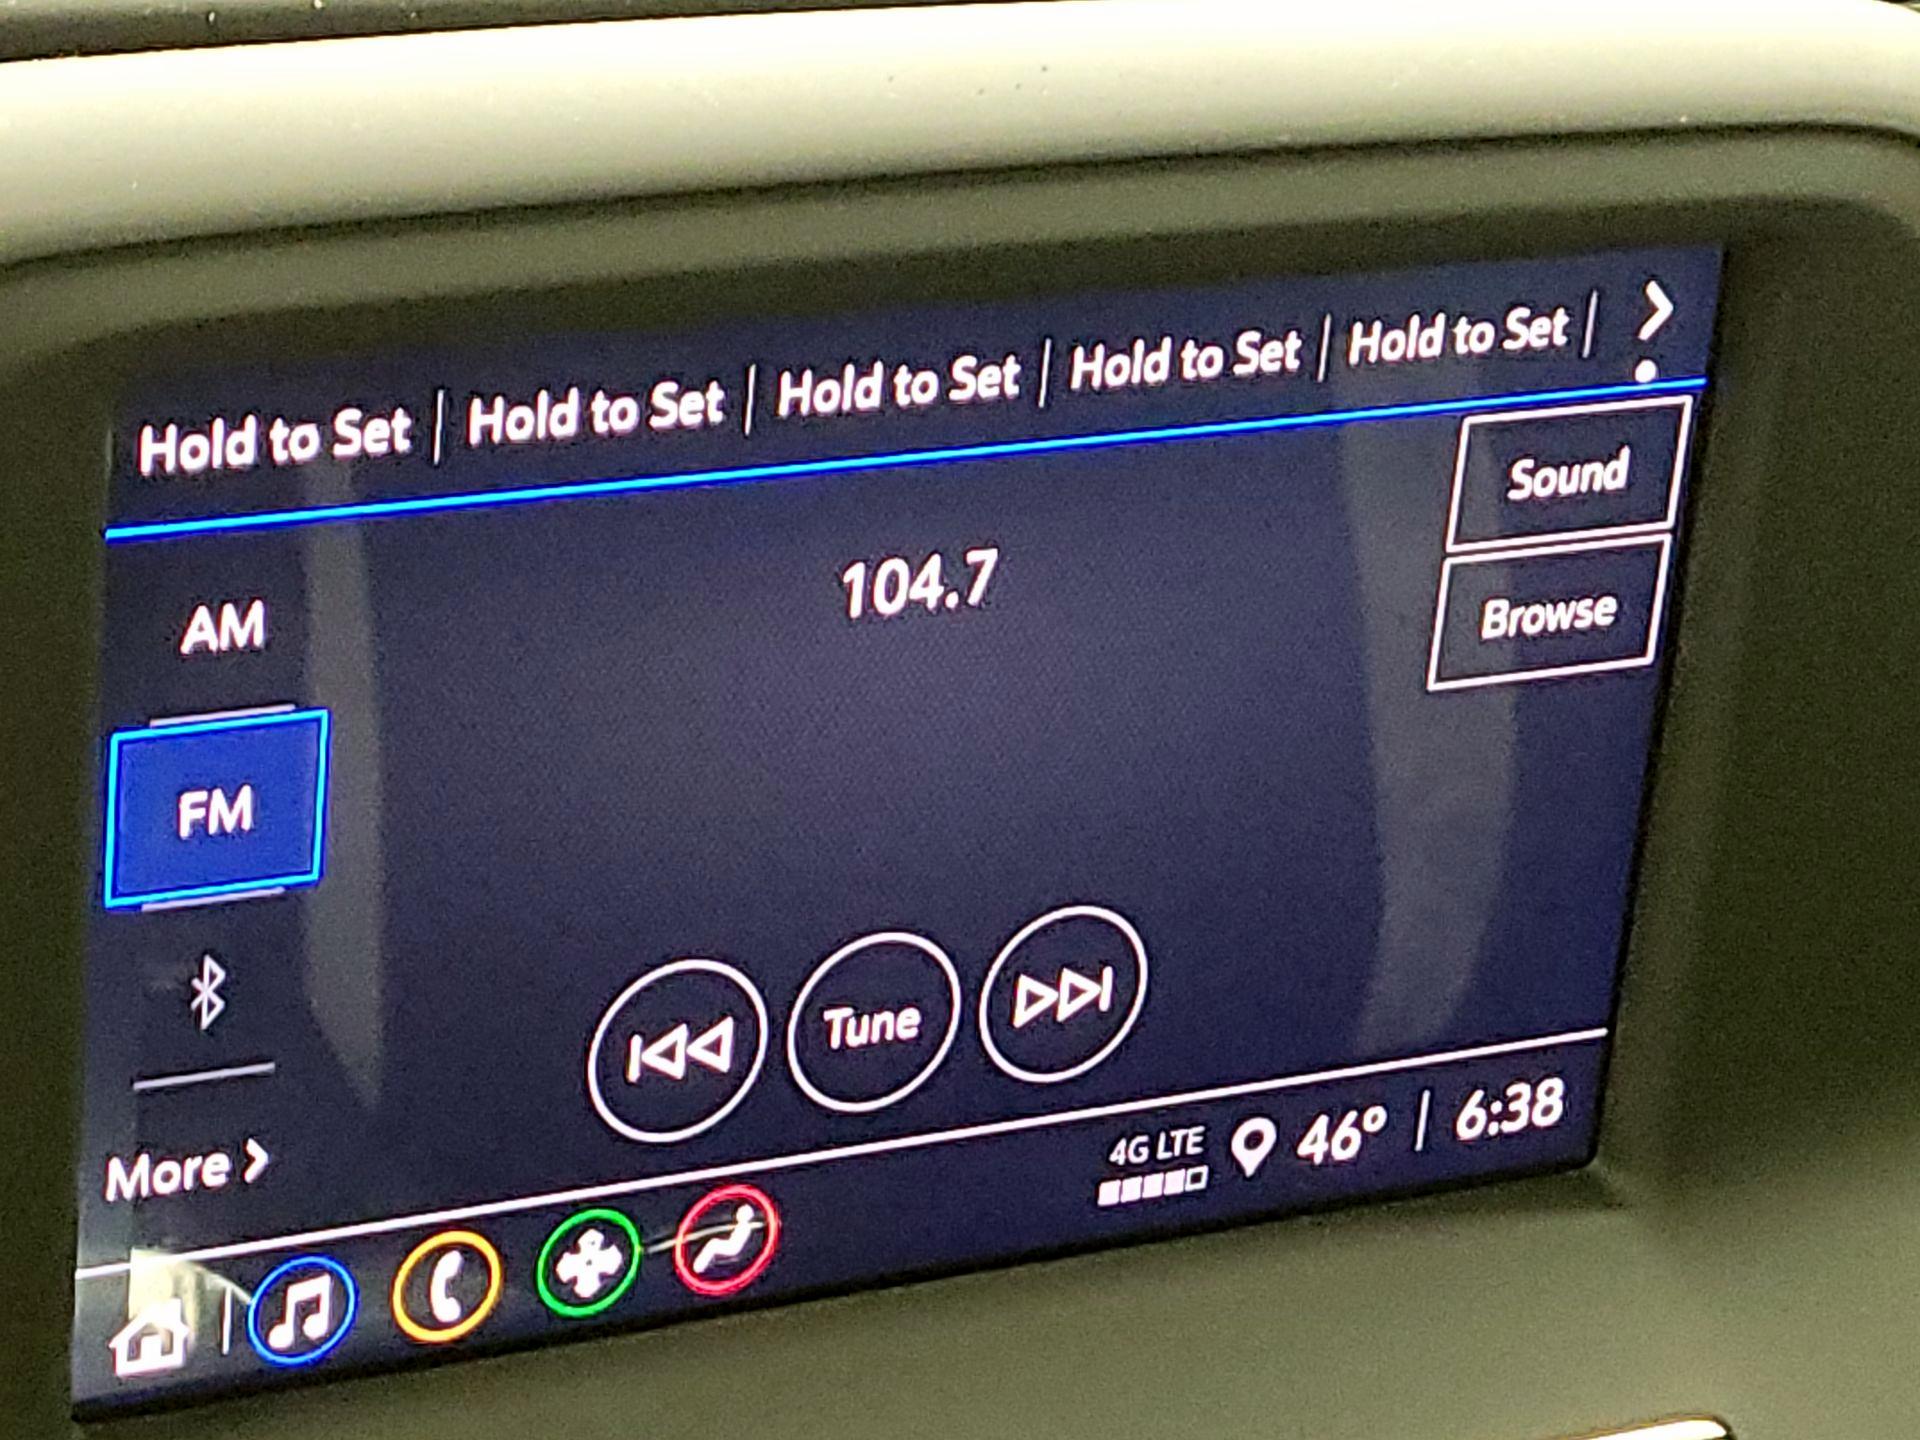 Hold to Set | Hold to Set | Hold to Set | Hold to Set | Hold to Set |
Sound
104.7
AM
Browse
FM
Tune
More
4G LTE 46° | 6:38